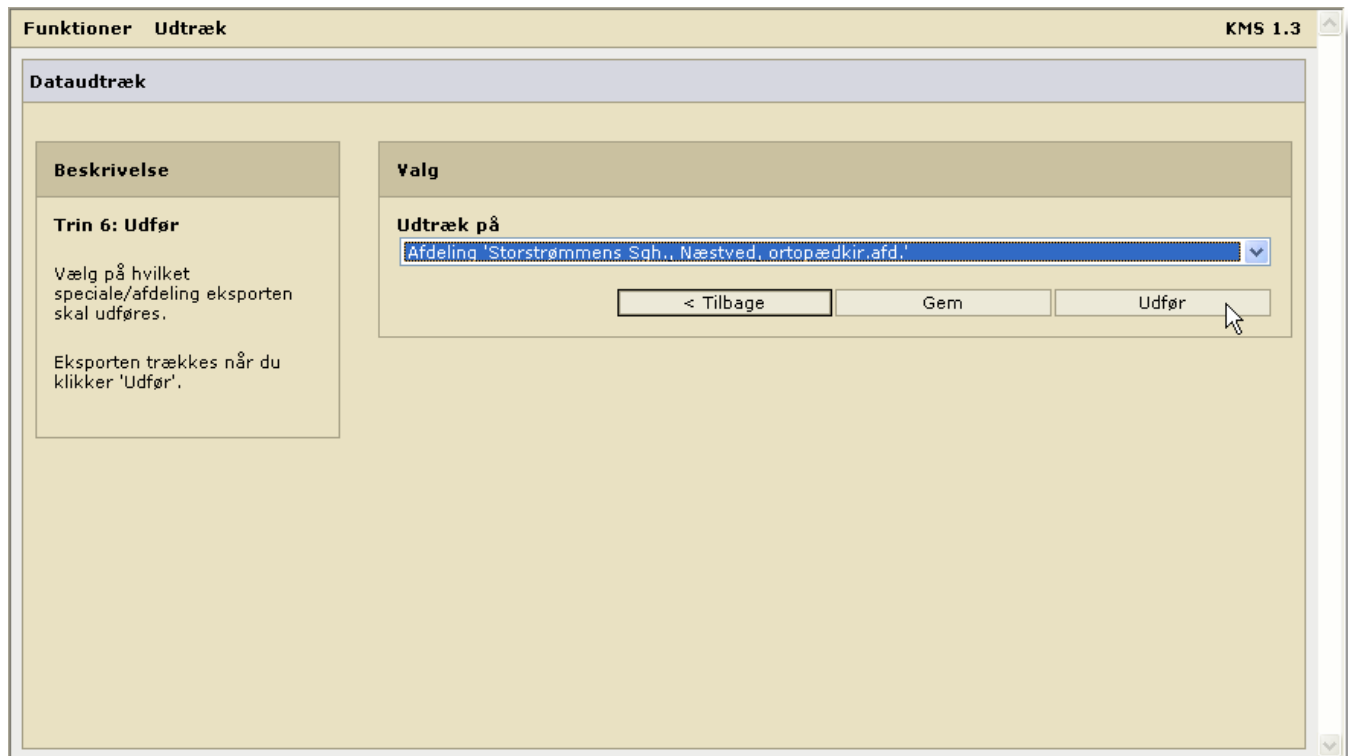 Funktioner Udtræk KMS 1.3
Dataudtræk
Beskrivelse
Trin 6: Udfør
Vælg på hvilket
speciale/afdeling eksporten
skal udføres.
Eksporten trækkes når du
klikker 'Udfør'.
Valg
Udtræk på
Afdeling 'Storstrømmens Sgh., Næstved, ortopædkir.afd.'
< Tilbage Gem Udfør